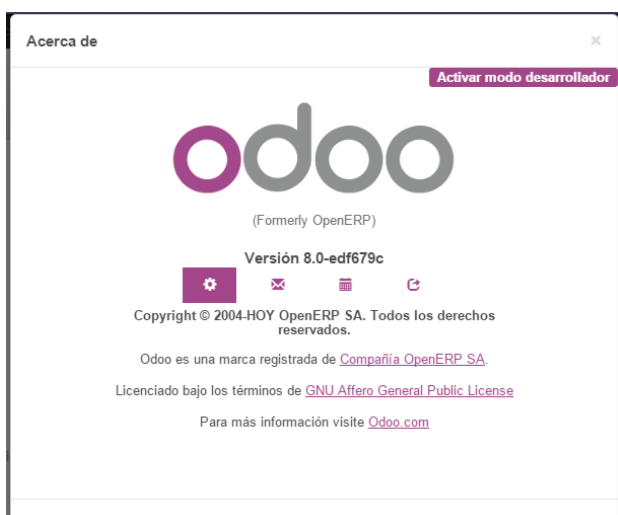 Acerca de
×
Activar modo desarrollador
odoo
(Formerly OpenERP)
Versión 8.0-edf679c
Copyright © 2004-HOY OpenERP SA. Todos los derechos
reservados.
Odoo es una marca registrada de Compañía OpenERP SA.
Licenciado bajo los términos de GNU Affero General Public License
Para más información visite Odoo.com